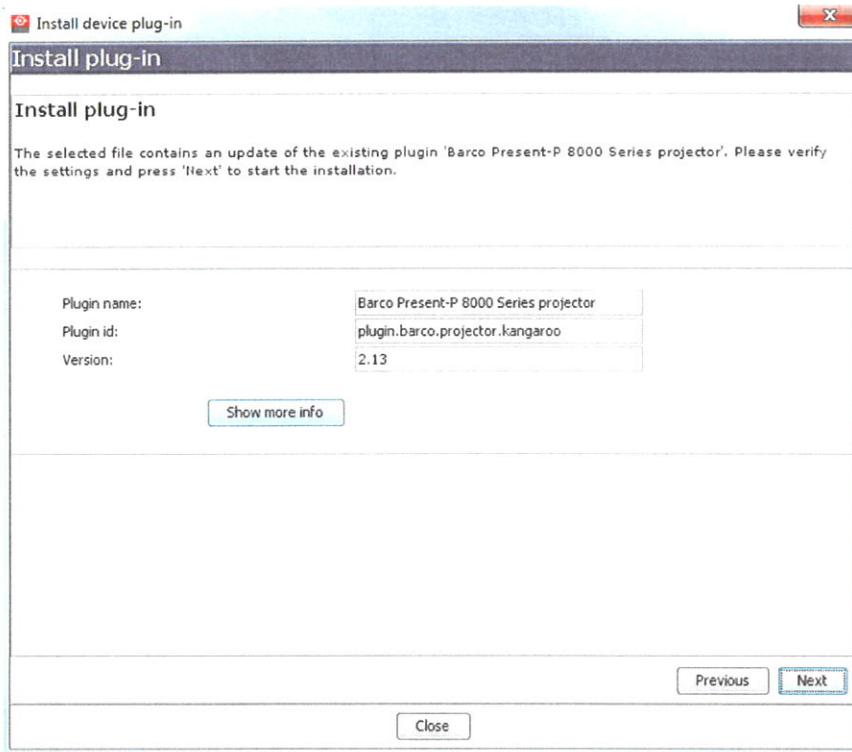 Install device plug-in
x
Install plug-in
Install plug-in
The selected file contains an update of the existing plugin 'Barco Present-P 8000 Series projector'. Please verify
the settings and press 'Next' to start the installation.
Plugin name: Barco Present-P 8000 Series projector
Plugin id: plugin.barco.projector.kangaroo
Version: 2.13
Show more info
Previous Next
Close